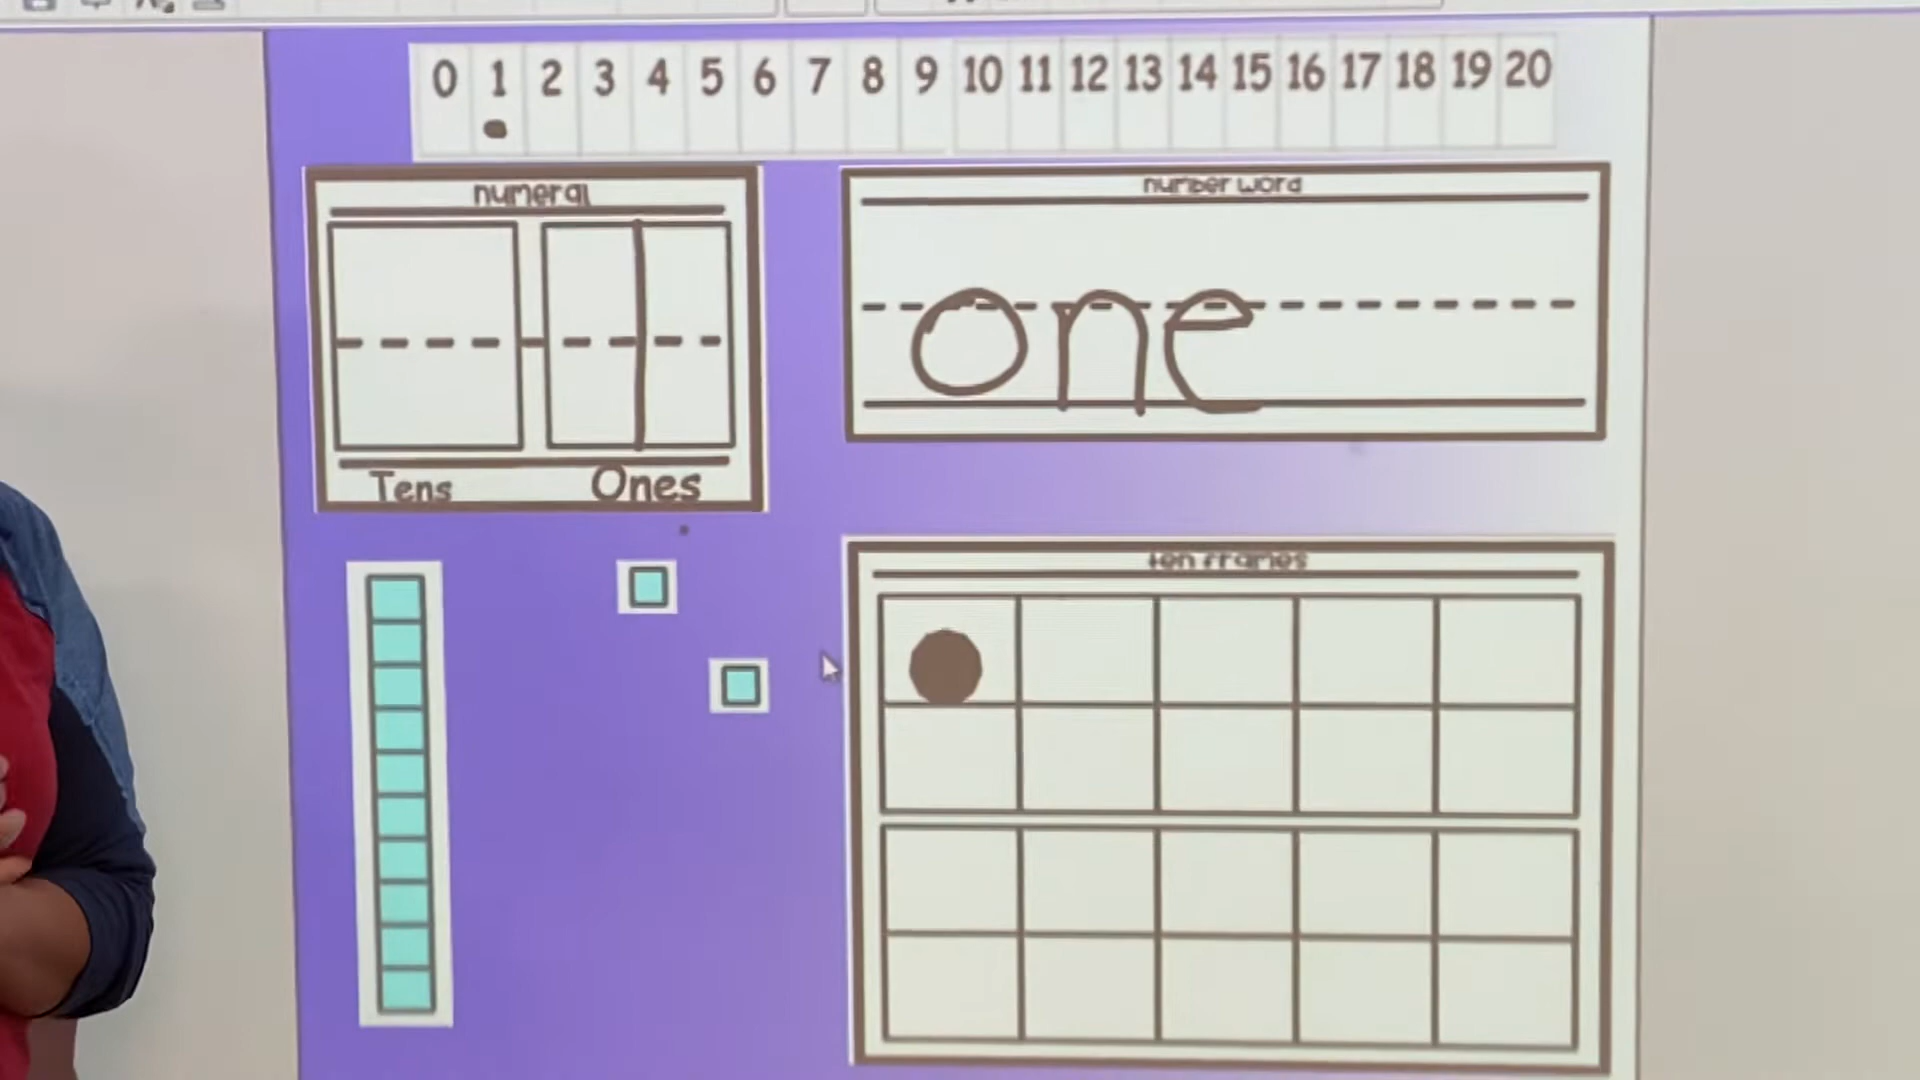 0 1 2 3 4 5 6 7 8 9 10 11 12 13 14 15 16 17 18 19 20
numeral
1
Tens Ones
number word
one
ten frames